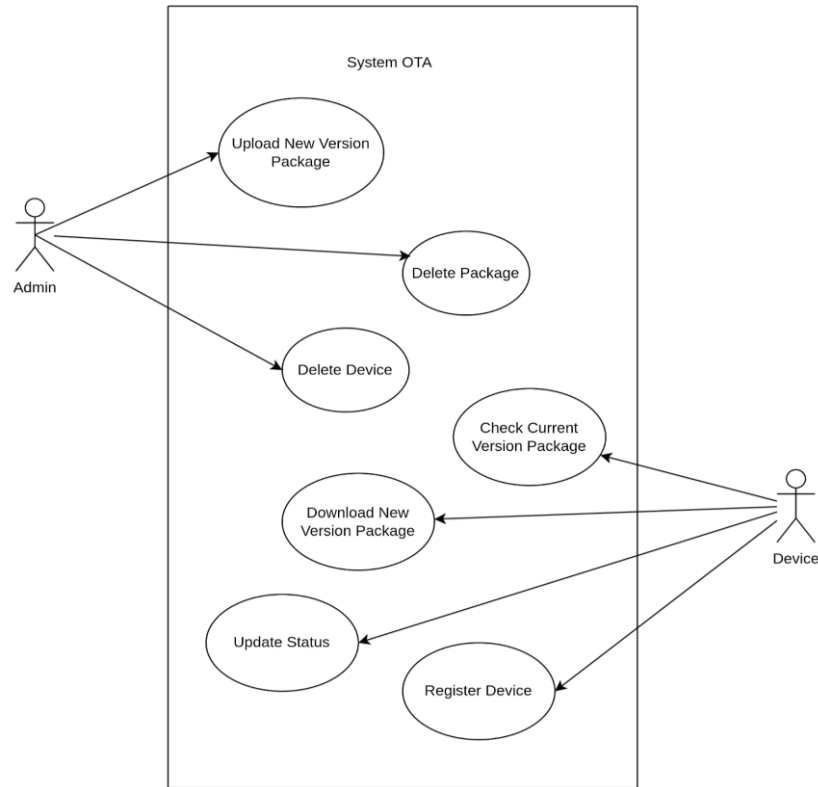 System OTA
Upload New Version
Package
Admin
Delete Package
Delete Device
Check Current
Version Package
Download New
Version Package
Device
Update Status
Register Device